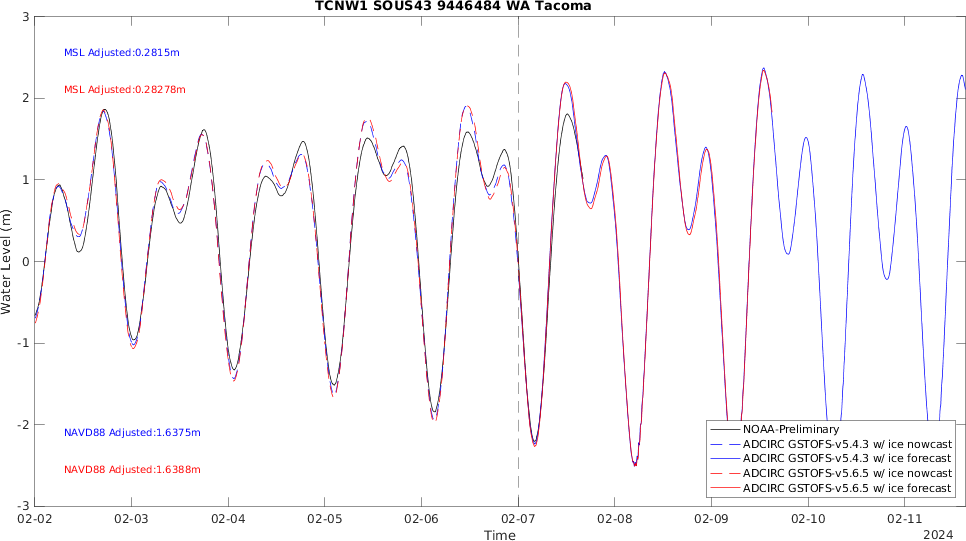 TCNW1 SOUS43 9446484 WA Tacoma
MSL Adjusted:0.2815m
MSL Adjusted:0.28278m
NAVD88 Adjusted:1.6375m
NAVD88 Adjusted:1.6388m
Water Level (m)
3
2
1
0
-1
-2
-3
NOAA-Preliminary
ADCIRC GSTOFS-v5.4.3 w/ ice nowcast
ADCIRC GSTOFS-v5.4.3 w/ ice forecast
ADCIRC GSTOFS-v5.6.5 w/ ice nowcast
ADCIRC GSTOFS-v5.6.5 w/ ice forecast
02-02 02-03 02-04 02-05 02-06 02-07 02-08 02-09 02-10 02-11
Time
2024